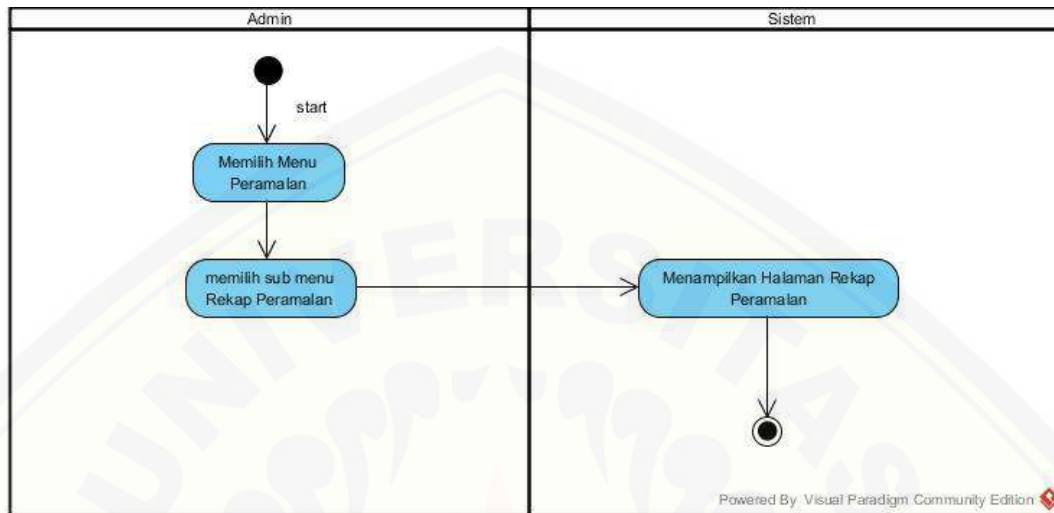 Admin
Sistem
start
Memilih Menu
Peramalan
memilih sub menu
Rekap Peramalan
Menampilkan Halaman Rekap
Peramalan
UNIVERSITAS
Powered By Visual Paradigm Community Edition